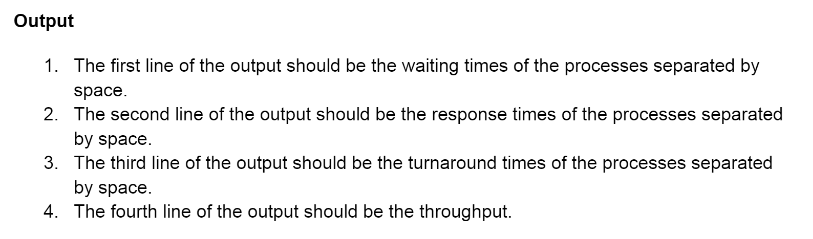 Output
1. The first line of the output should be the waiting times of the processes separated by
space.
2. The second line of the output should be the response times of the processes separated
by space.
3. The third line of the output should be the turnaround times of the processes separated
by space.
4. The fourth line of the output should be the throughput.